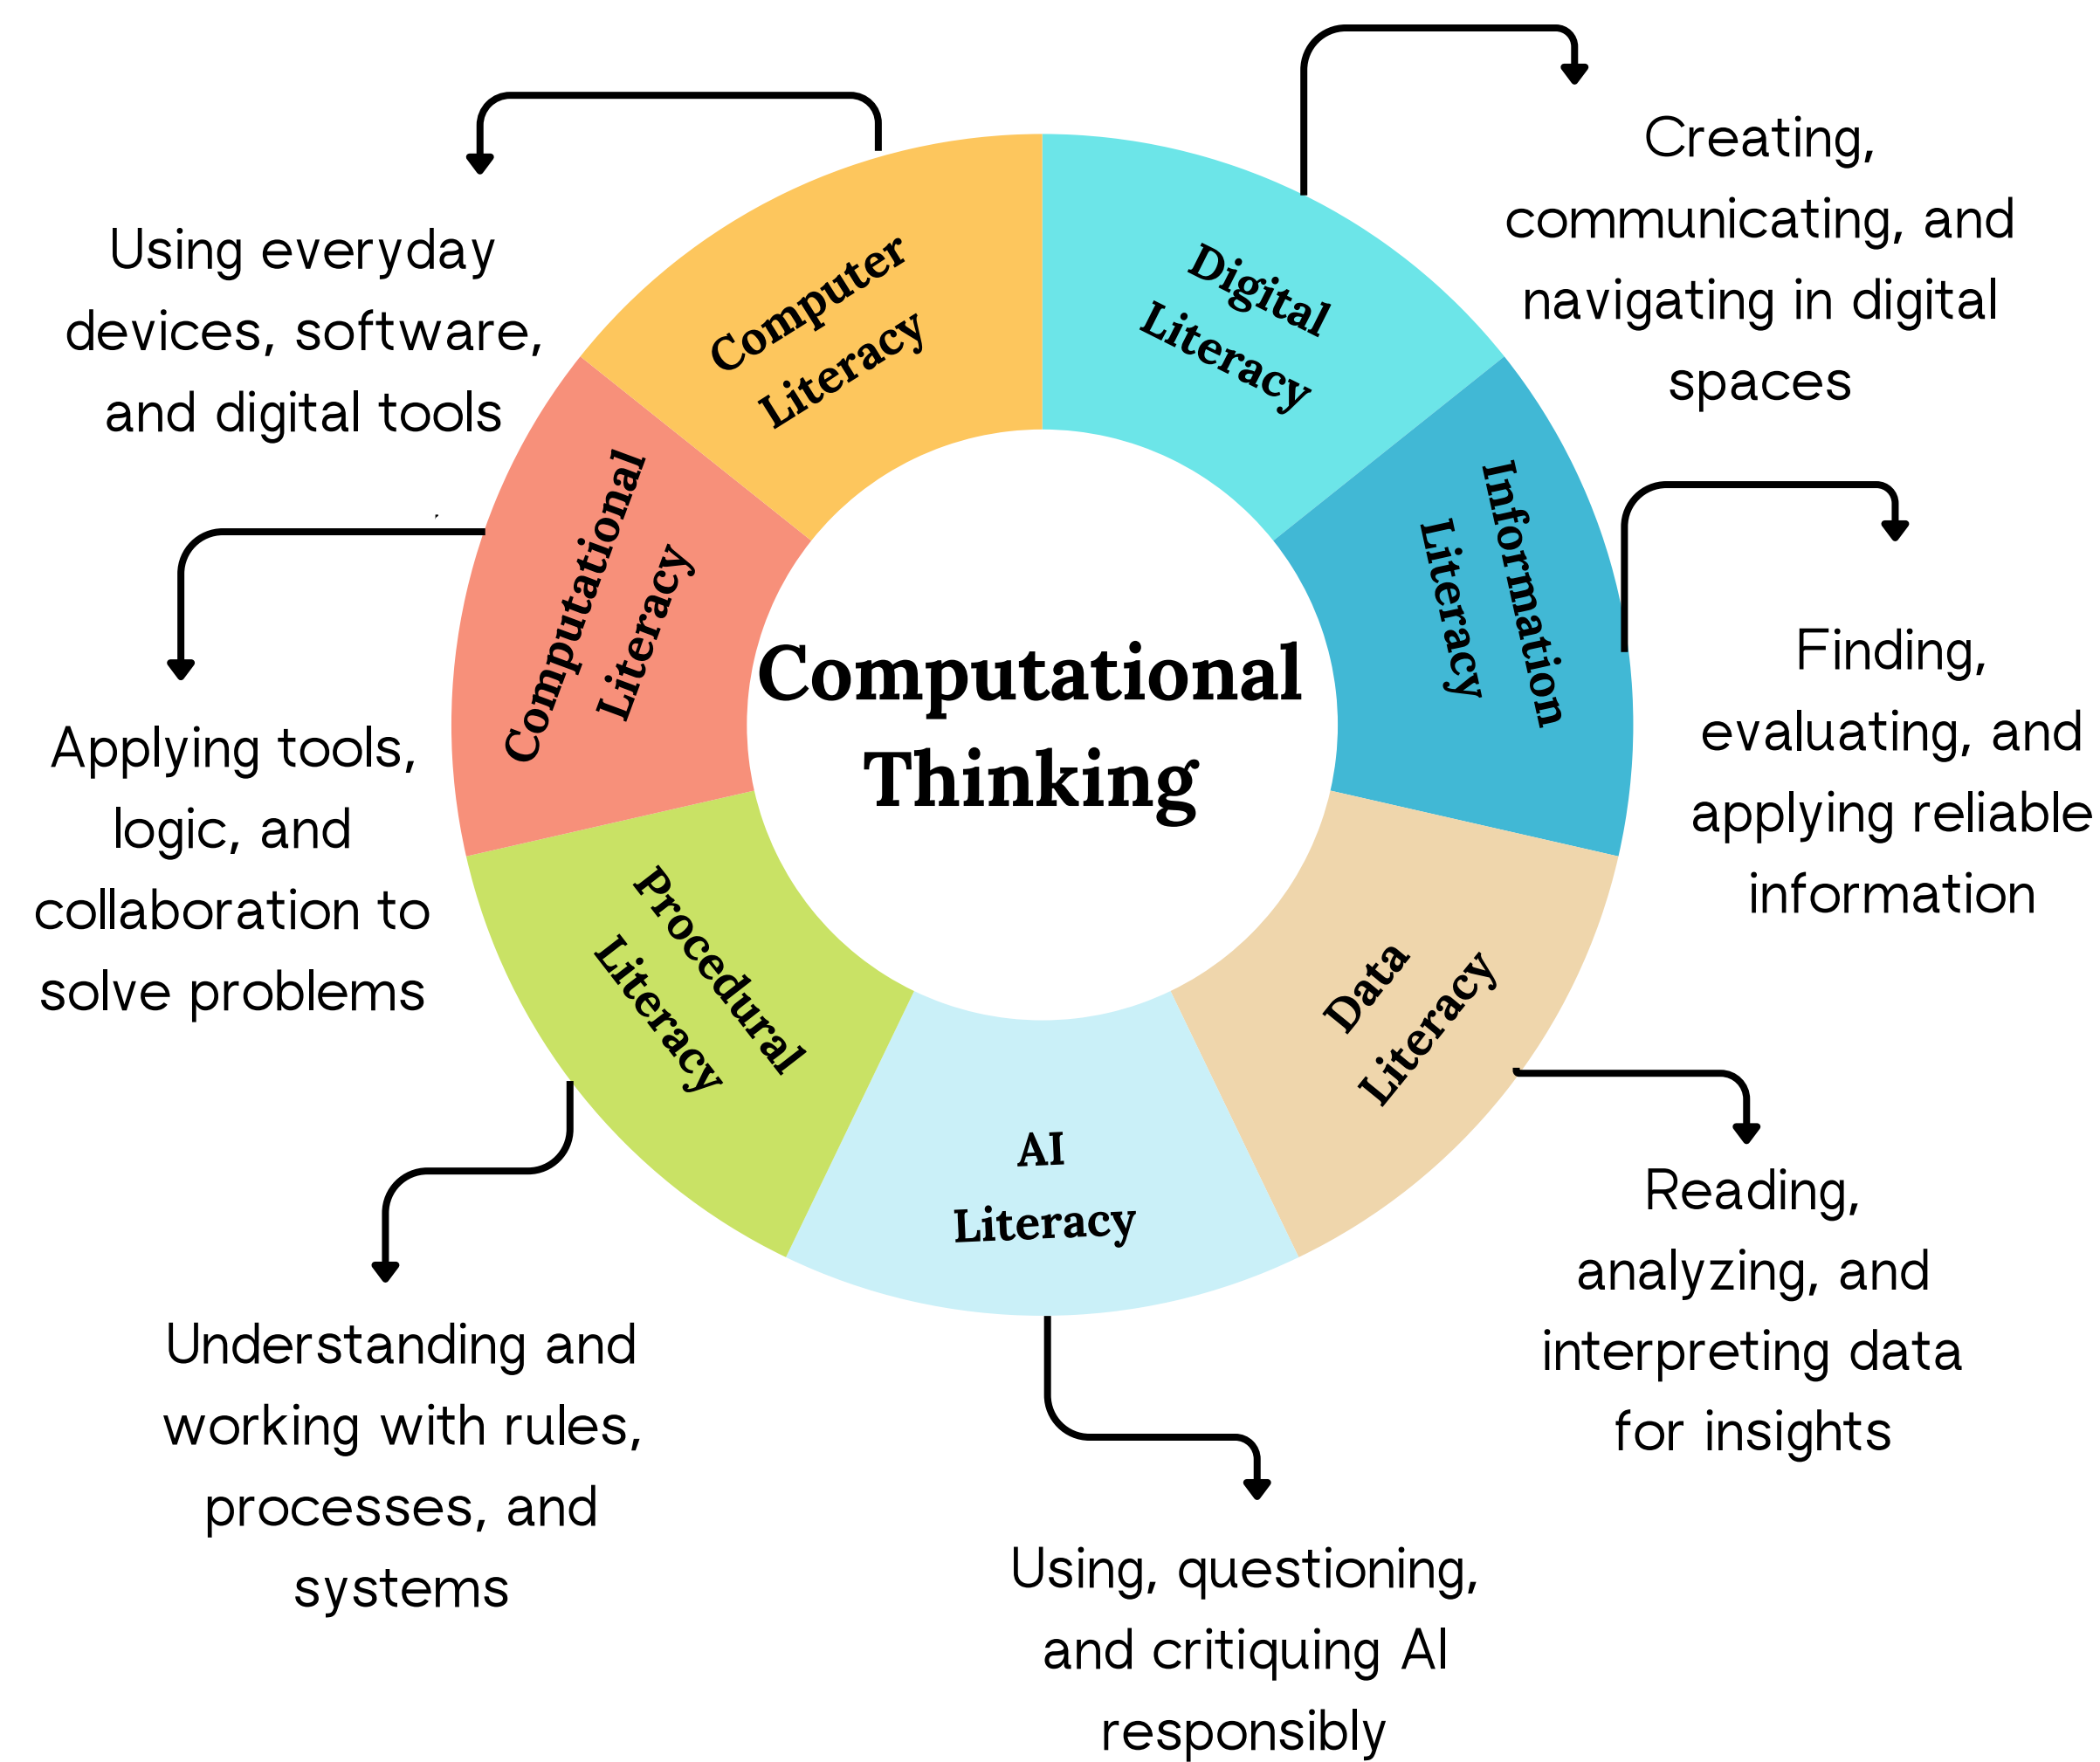 Computational
Thinking
Digital
Literacy
Creating,
communicating, and
navigating in digital
spaces
Information
Literacy
Finding,
evaluating, and
applying reliable
information
Data
Literacy
Reading,
analyzing, and
interpreting data
for insights
AI
Literacy
Using, questioning,
and critiquing AI
responsibly
Procedural
Literacy
Understanding and
working with rules,
processes, and
systems
Computational
Literacy
Applying tools,
logic, and
collaboration to
solve problems
Computer
Literacy
Using everyday
devices, software,
and digital tools